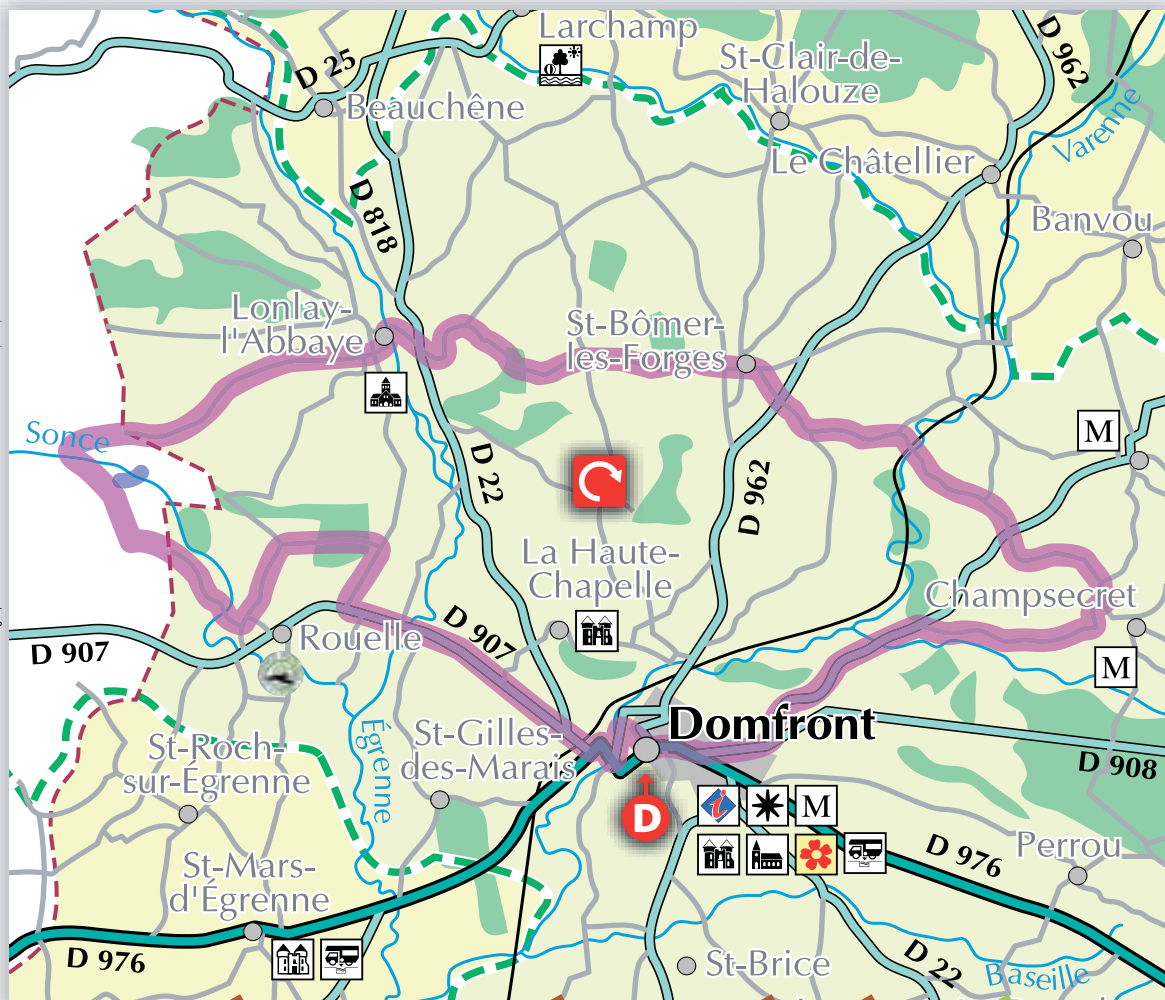 Larchamp
D 962
D 25
St-Clair-de-
Halouze
Beauchêne
Varenne
Le Châtellier
D 818
Banvou
Lonlay-
l'Abbaye
St-Bômer-
les-Forges
Sonce
M
D 22
D 962
La Haute-
Chapelle
Champsecret
D 907
D 907
Rouelle
M
Domfront
Égrenne
St-Gilles-
des-Marais
St-Roch-
sur-Égrenne
D 908
D
i
M
St-Mars-
d'Égrenne
Perrou
D 976
D 976
St-Brice
D 22
Baseille